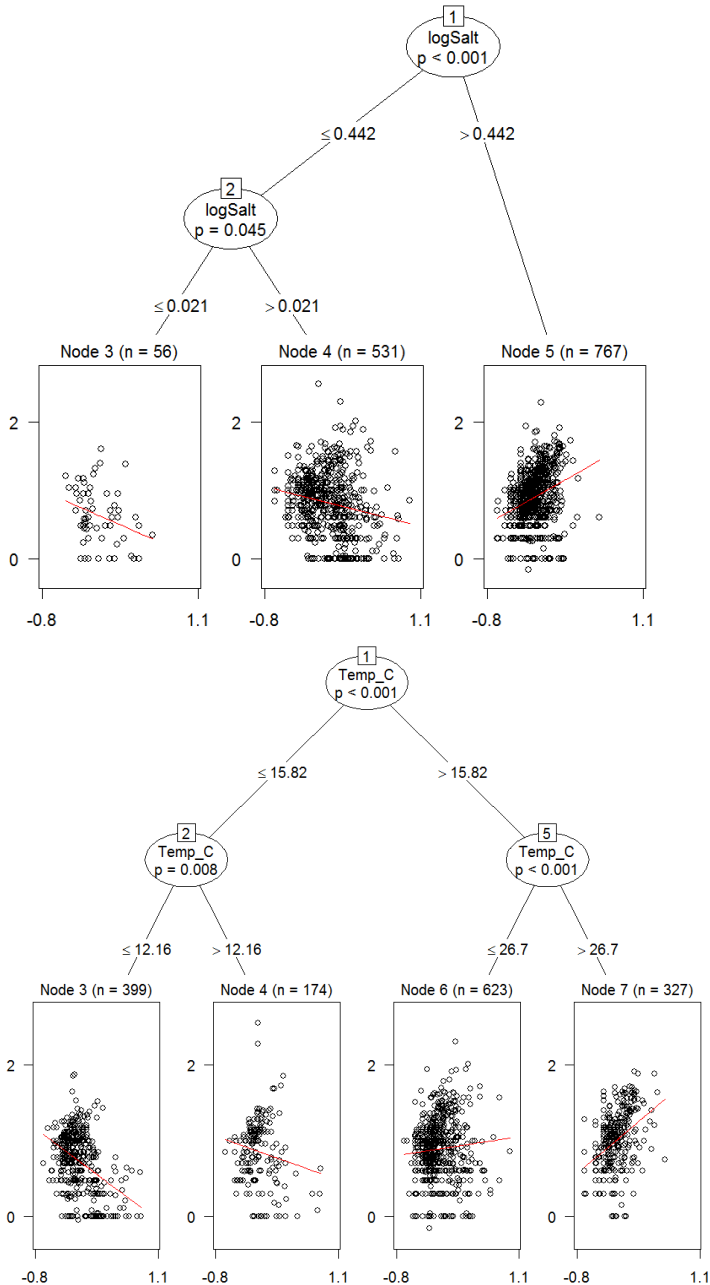 1
logSalt
p < 0.001
≤ 0.442
> 0.442
2
logSalt
p = 0.045
≤ 0.021
> 0.021
Node 3 (n = 56)
Node 4 (n = 531)
Node 5 (n = 767)
2
0
-0.8
1.1
2
0
-0.8
1.1
2
0
-0.8
1.1
1
Temp_C
p < 0.001
≤ 15.82
> 15.82
2
Temp_C
p = 0.008
5
Temp_C
p < 0.001
≤ 12.16
> 12.16
≤ 26.7
> 26.7
Node 3 (n = 399)
Node 4 (n = 174)
Node 6 (n = 623)
Node 7 (n = 327)
2
0
-0.8
1.1
2
0
-0.8
1.1
2
0
-0.8
1.1
2
0
-0.8
1.1